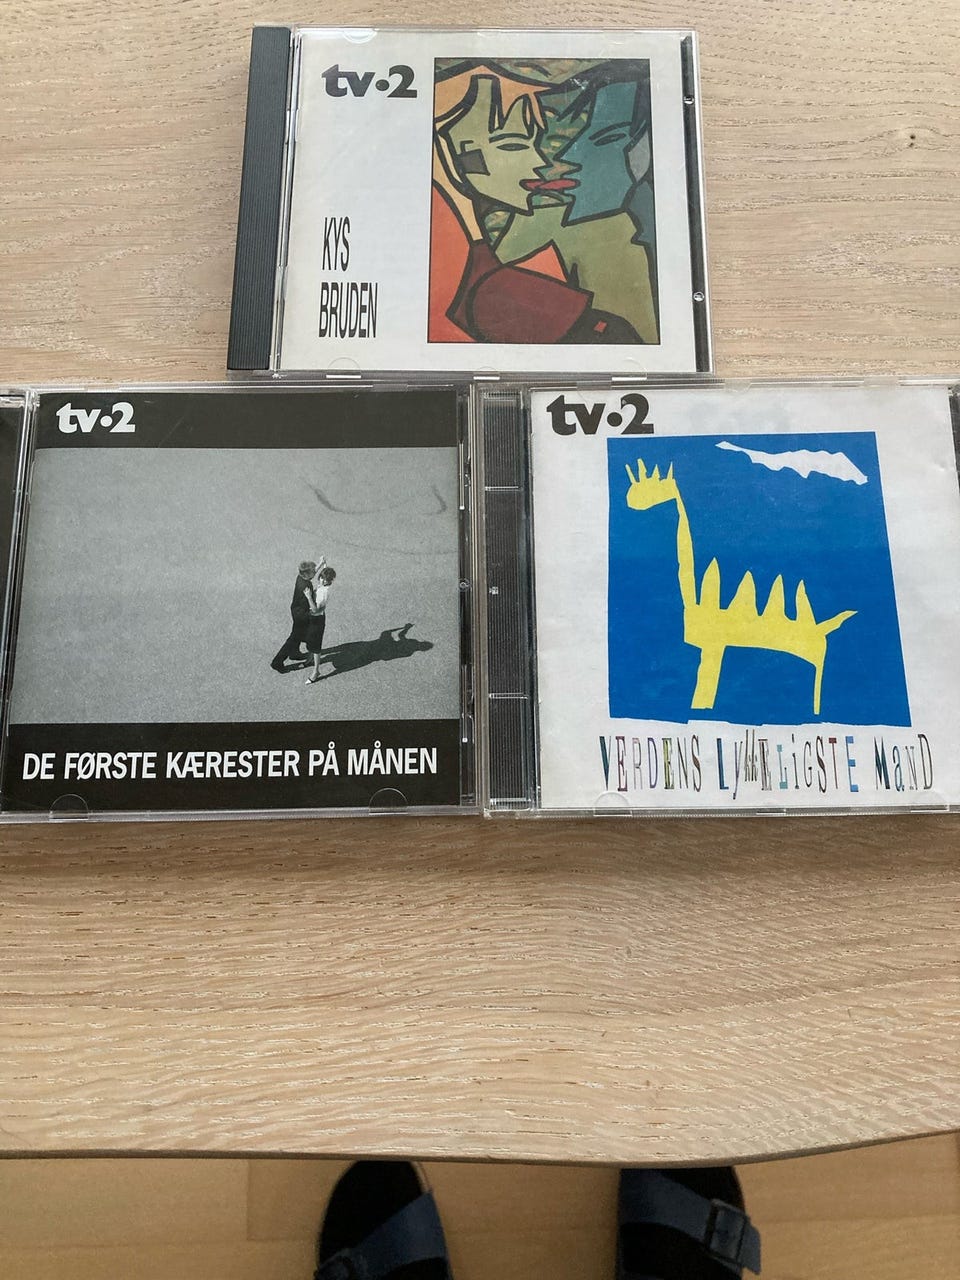 tv·2
KYS
BRUDEN
tv·2
DE FØRSTE KÆRESTER PÅ MÅNEN
tv·2
VERDENS LykkELiGSTE MaND